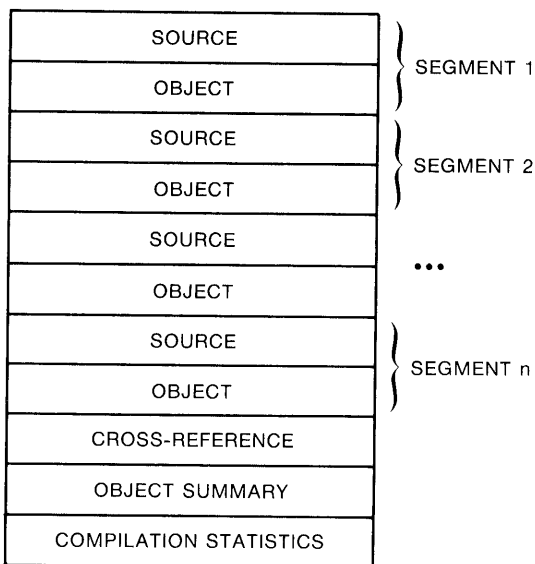 SOURCE
SEGMENT 1
OBJECT
SOURCE
SEGMENT 2
OBJECT
SOURCE
•••
OBJECT
SOURCE
SEGMENT n
OBJECT
CROSS-REFERENCE
OBJECT SUMMARY
COMPILATION STATISTICS